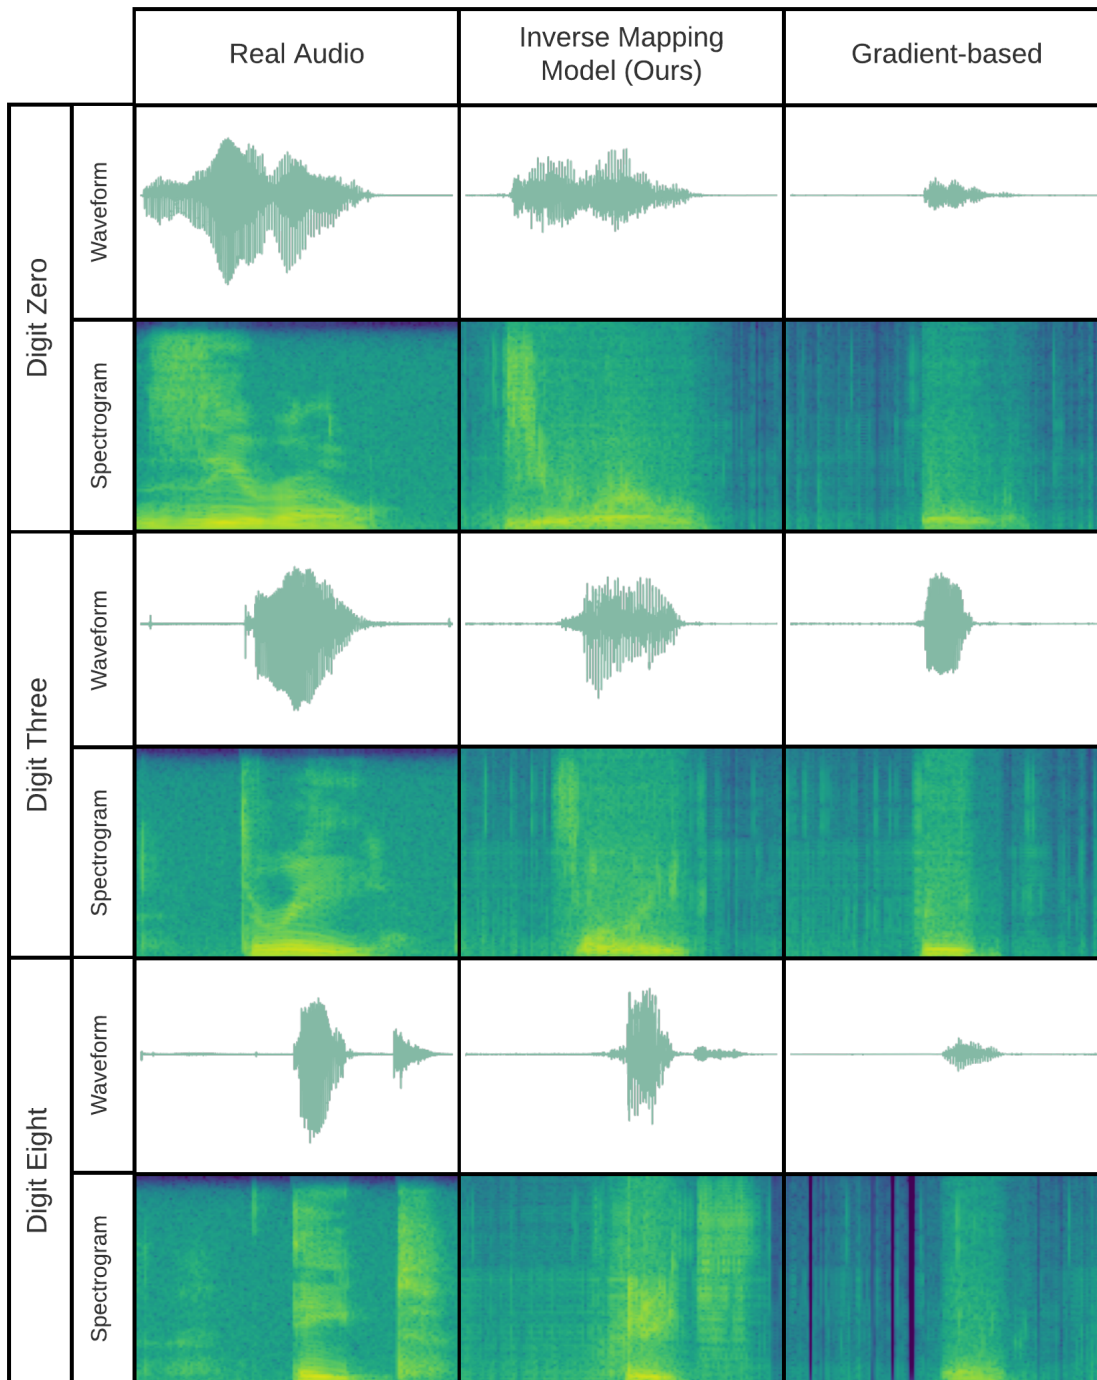 Real Audio
Inverse Mapping
Model (Ours)
Gradient-based
Digit Zero
Waveform
Spectrogram
Digit Three
Waveform
Spectrogram
Digit Eight
Waveform
Spectrogram